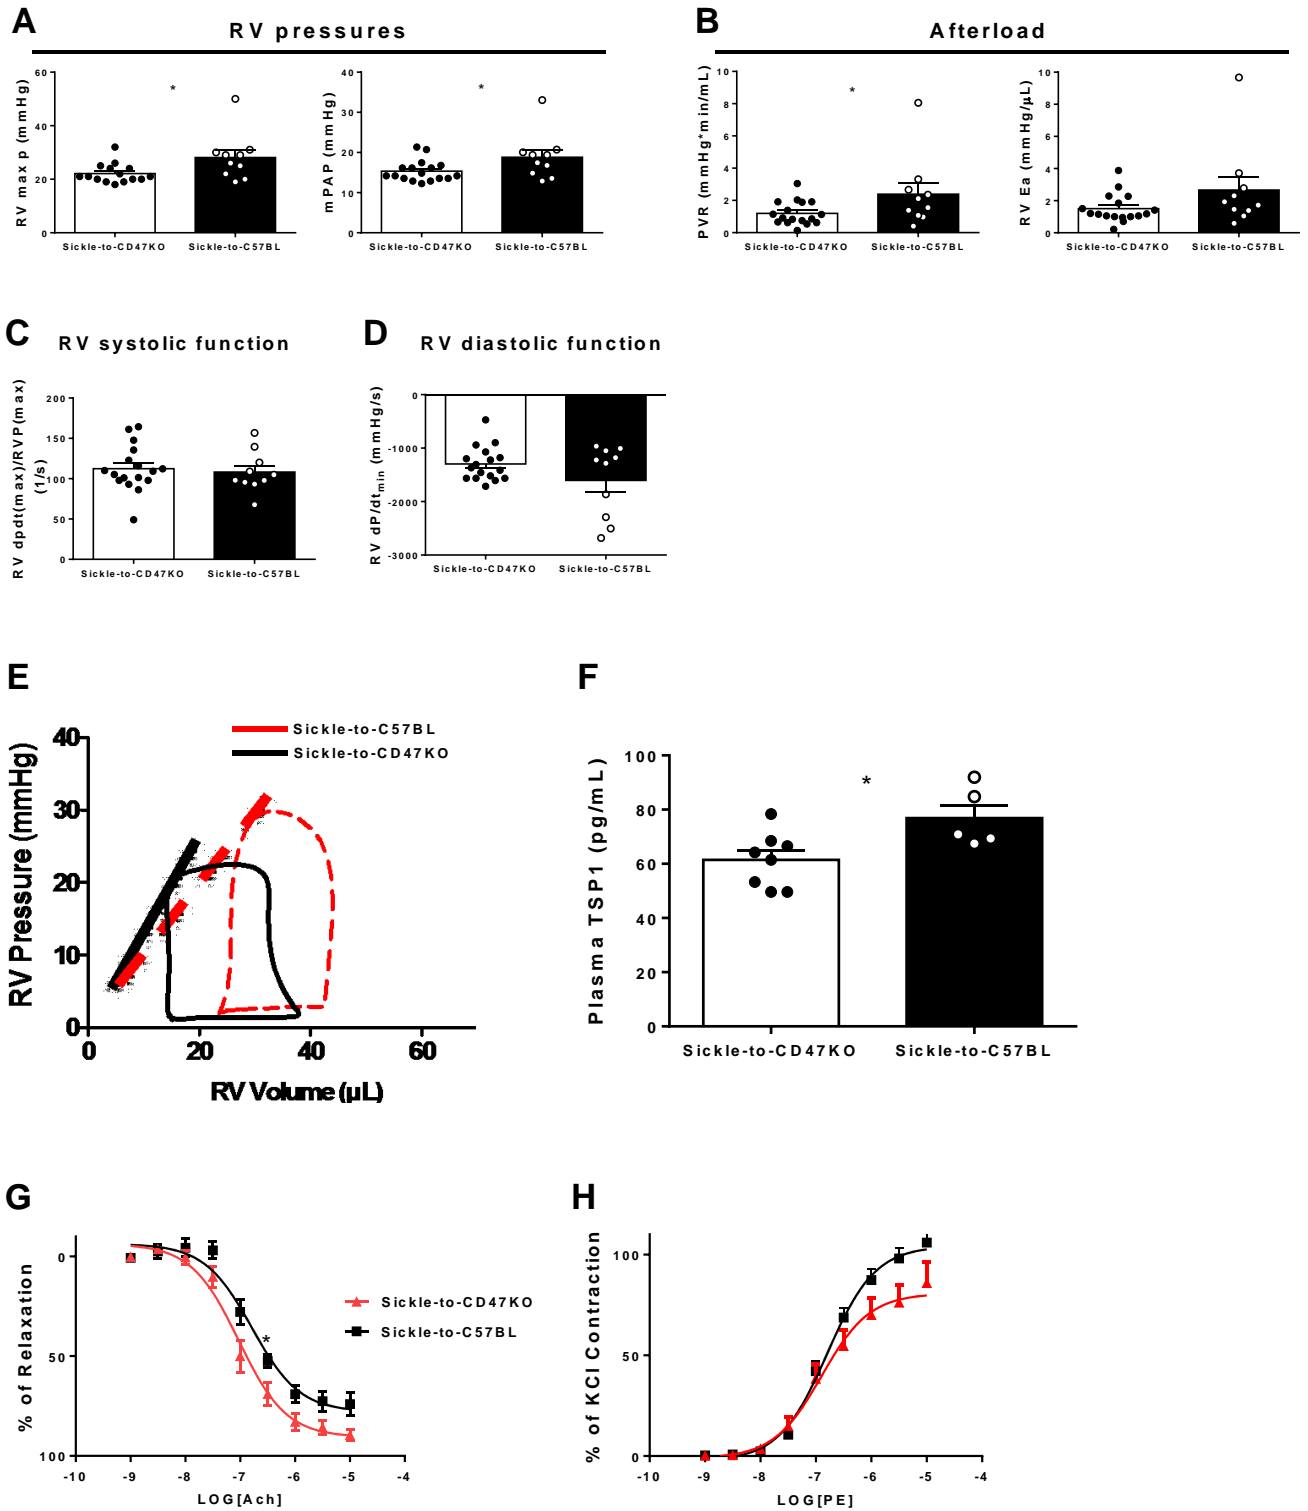 A
RV pressures
B
Afterload
RV max p (mmHg)
60
40
20
0
*
Sickle-to-CD47KO
Sickle-to-C57BL
mPAP (mmHg)
40
30
20
10
0
*
Sickle-to-CD47KO
Sickle-to-C57BL
PVR (mmHg*min/mL)
10
8
6
4
2
0
*
Sickle-to-CD47KO
Sickle-to-C57BL
RV Ea (mmHg/µL)
10
8
6
4
2
0
Sickle-to-CD47KO
Sickle-to-C57BL
C
RV systolic function
D
RV diastolic function
RV dpdt(max)/RVP(max)
(1/s)
200
150
100
50
0
Sickle-to-CD47KO
Sickle-to-C57BL
RV dP/dtmin (mmHg/s)
0
-1000
-2000
-3000
Sickle-to-CD47KO
Sickle-to-C57BL
E
Sickle-to-C57BL
Sickle-to-CD47KO
RV Pressure (mmHg)
40
30
20
10
0
0
20
40
60
RV Volume (µL)
F
Plasma TSP1 (pg/mL)
100
80
60
40
20
0
*
Sickle-to-CD47KO
Sickle-to-C57BL
G
% of Relaxation
0
50
100
*
Sickle-to-CD47KO
Sickle-to-C57BL
-10
-9
-8
-7
-6
-5
-4
LOG[Ach]
H
% of KCl Contraction
100
50
0
-10
-9
-8
-7
-6
-5
-4
LOG[PE]